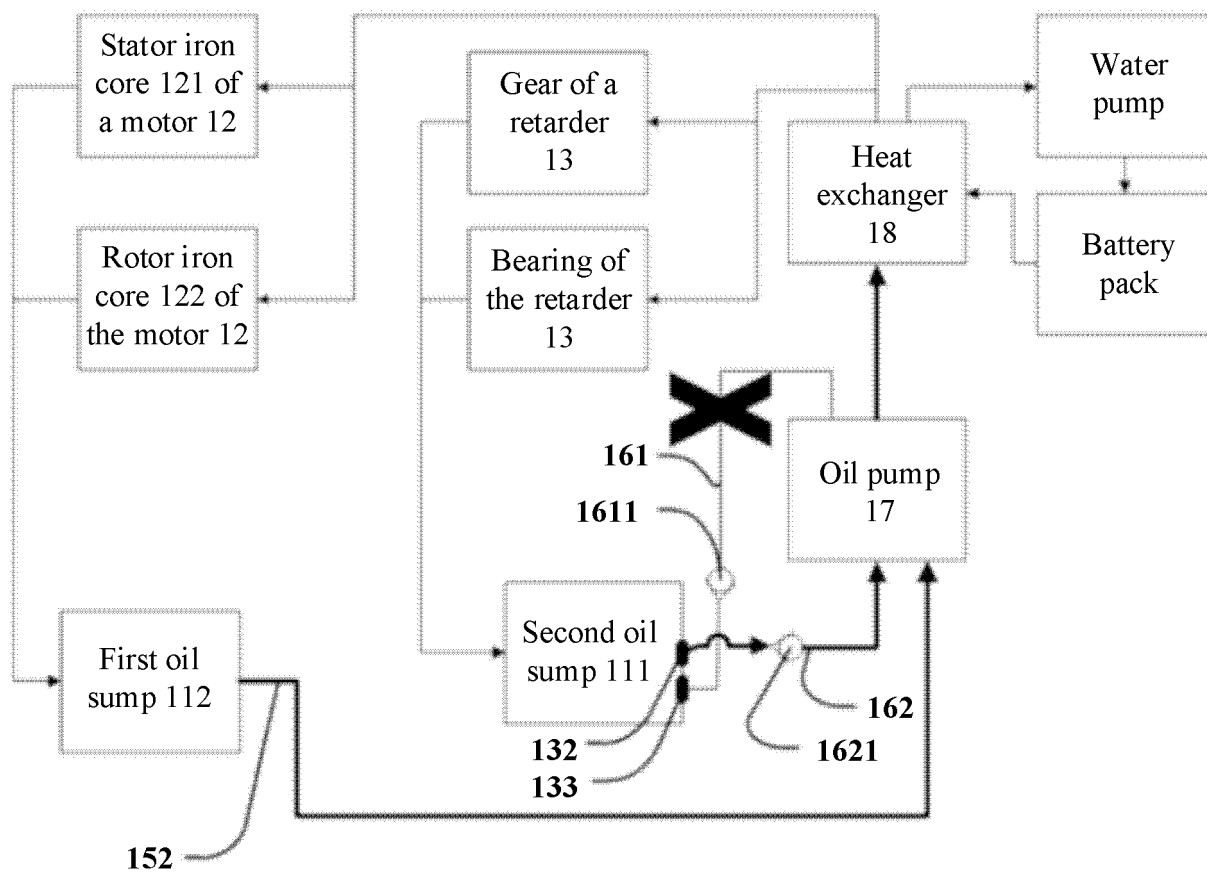 Stator iron
core 121 of
a motor 12
Gear of a
retarder
13
Heat
exchanger
18
Water
pump
Rotor iron
core 122 of
the motor 12
Bearing of
the retarder
13
Battery
pack
161
1611
Oil pump
17
First oil
sump 112
Second oil
sump 111
132
133
1621
162
152